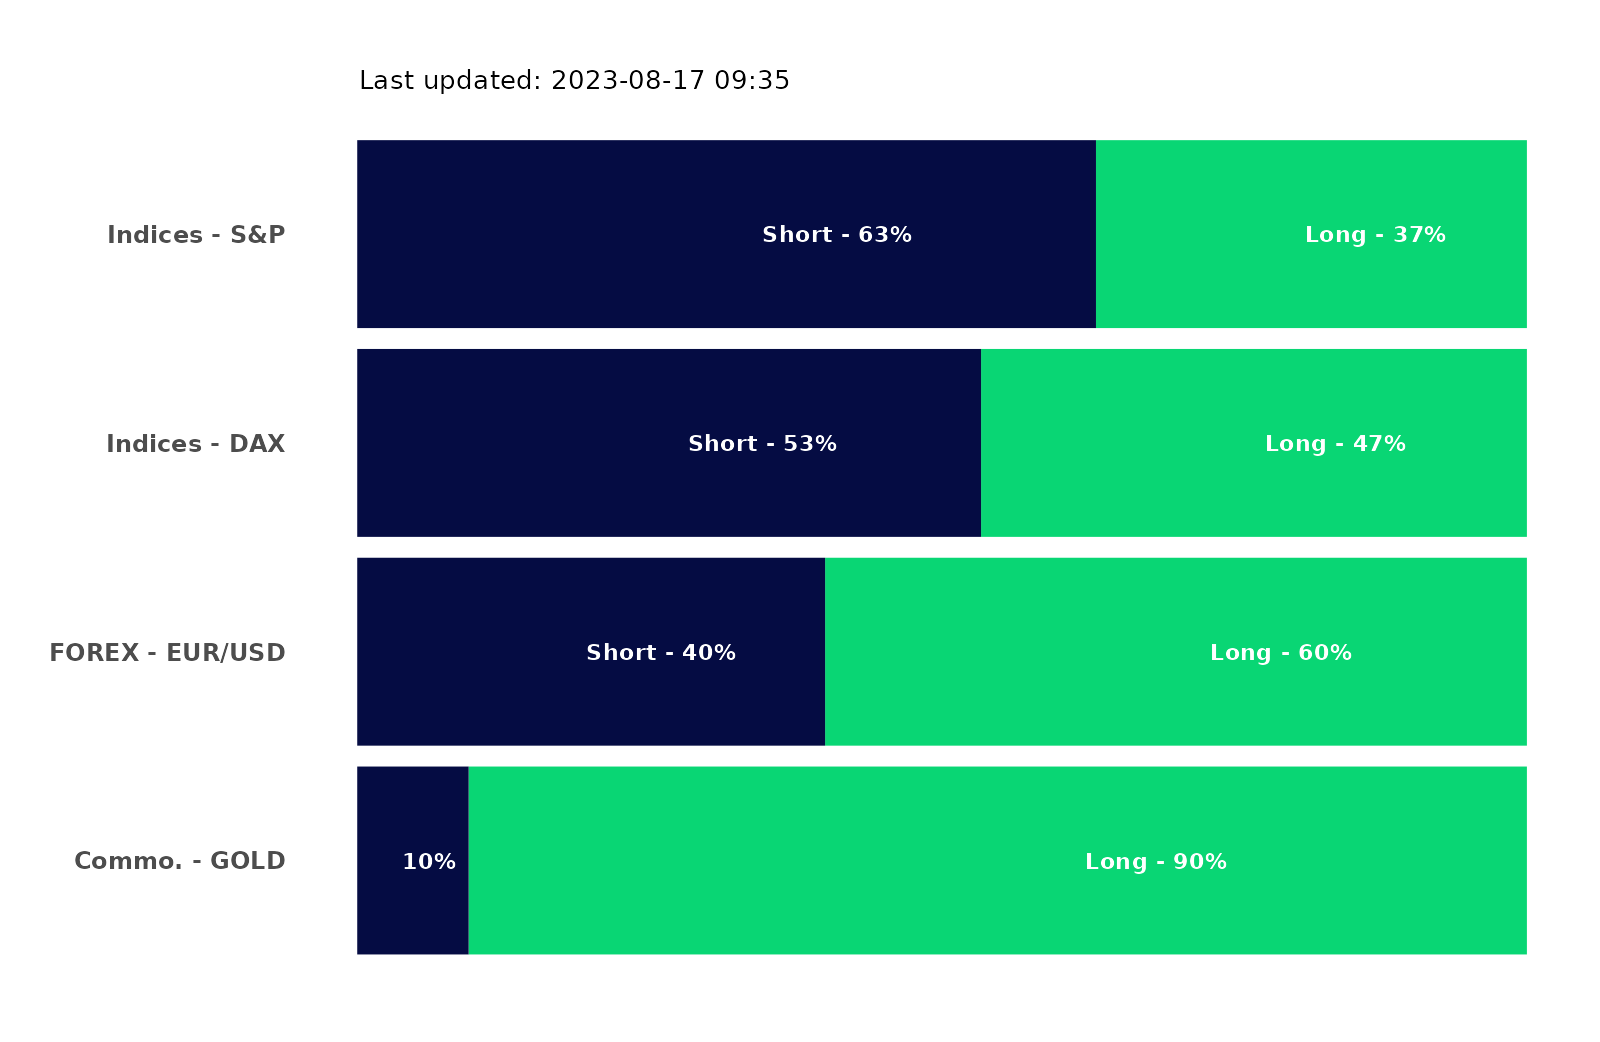 Last updated: 2023-08-17 09:35
Indices - S&P Short - 63% Long - 37%
Indices - DAX Short - 53% Long - 47%
FOREX - EUR/USD Short - 40% Long - 60%
Commo. - GOLD 10% Long - 90%